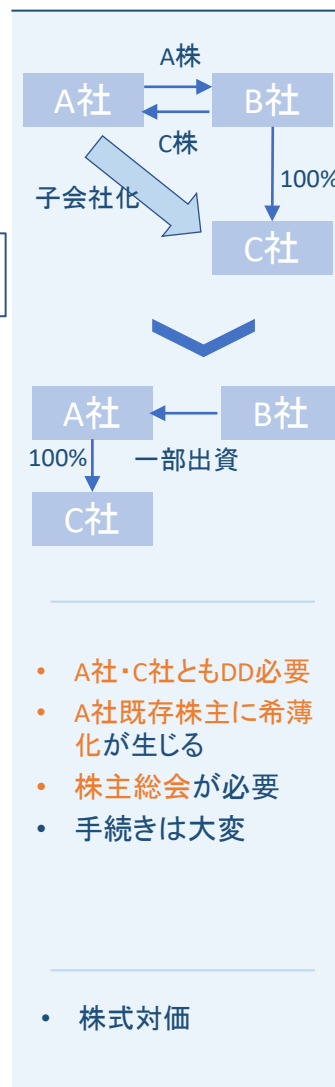 A株
A社
B社
C株
100%
子会社化
C社
A社
B社
100%
一部出資
C社
• A社・C社ともDD必要
• A社既存株主に希薄
化が生じる
• 株主総会が必要
• 手続きは大変
• 株式対価